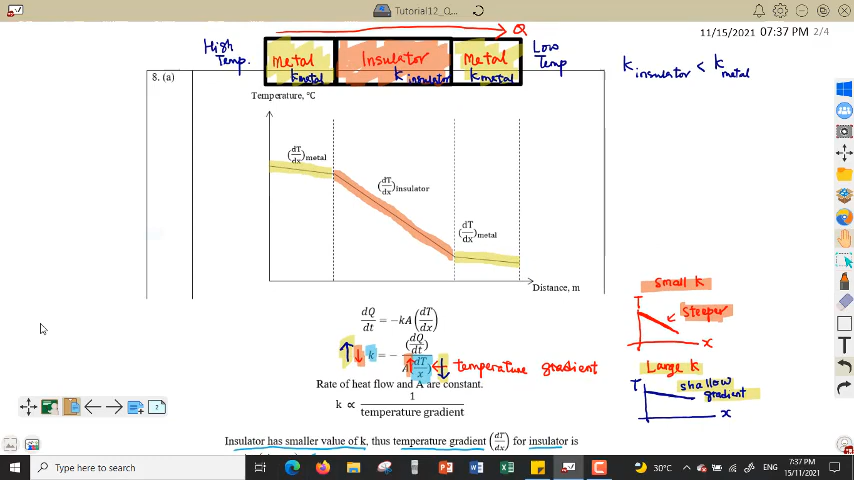 Tutorial12_Q...
11/15/2021 07:37 PM 2/4
Q
High Temp.
Metal
k metal
Insulator
k insulator
Metal
k metal
Low Temp
k insulator < k metal
8. (a)
Temperature, °C
(dT/dx)metal
(dT/dx)insulator
(dT/dx)metal
Distance, m
dQ/dt = -kA(dT/dx)
k = - (dQ/dt) / A dT/x
temperature gradient
Rate of heat flow and A are constant.
k ∝ 1/temperature gradient
Insulator has smaller value of k, thus temperature gradient (dT/dx) for insulator is
small k
T
steeper
x
Large k
T
shallow gradient
x
Type here to search
30°C
ENG
7:37 PM
15/11/2021